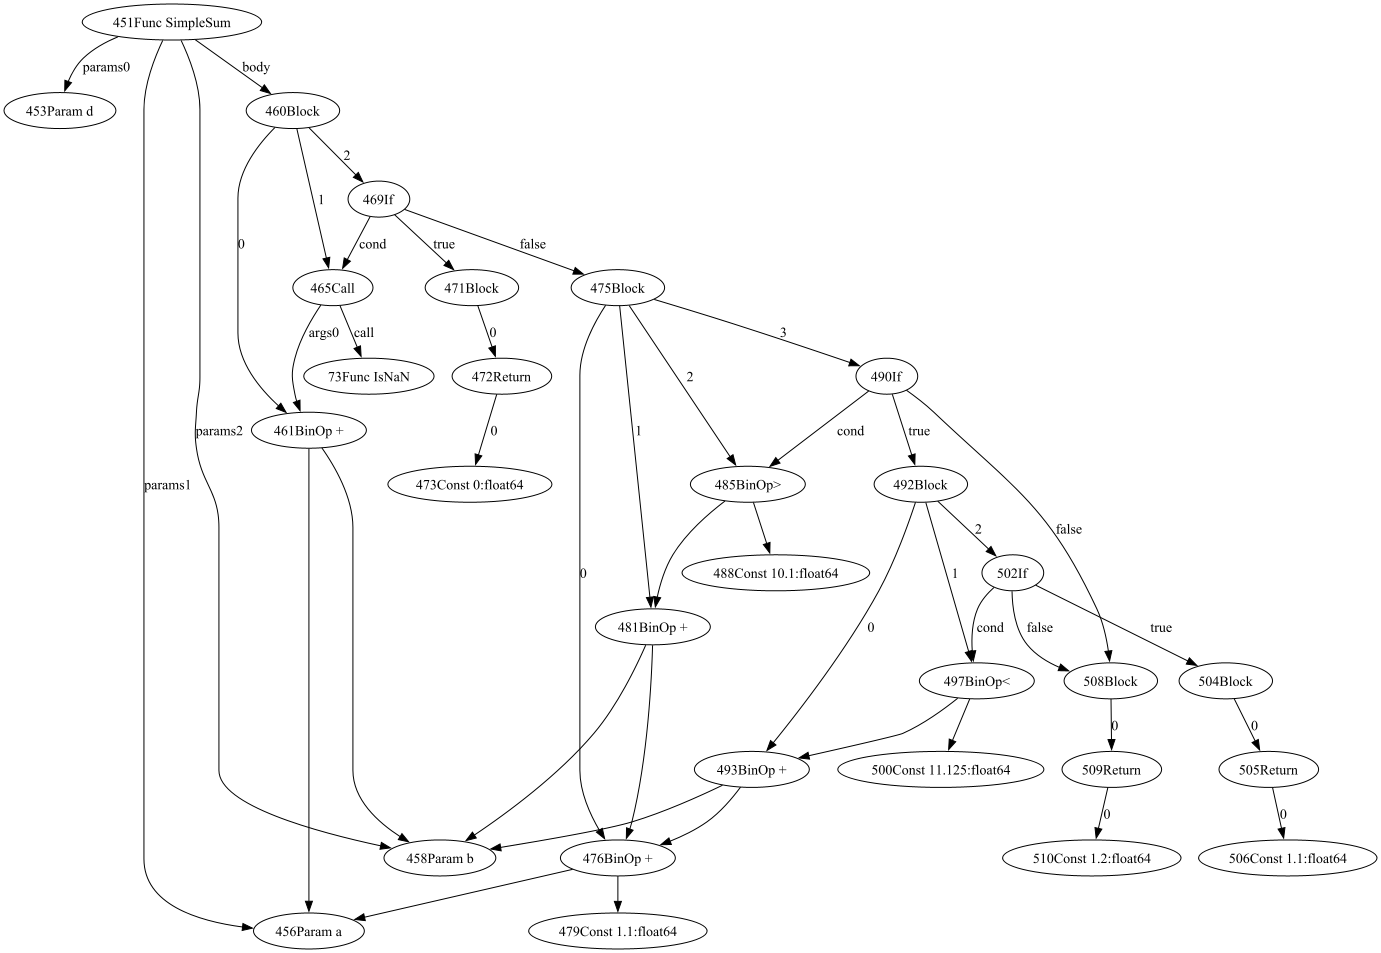 451Func SimpleSum
params0
body
453Param d
460Block
2
469If
1
0
cond
true
false
465Call
471Block
475Block
args0
call
0
3
73Func IsNaN
472Return
2
490If
461BinOp +
params2
0
1
cond
true
params1
473Const 0:float64
485BinOp>
492Block
2
false
0
488Const 10.1:float64
1
502If
481BinOp +
0
cond
false
true
497BinOp<
508Block
504Block
0
0
493BinOp +
500Const 11.125:float64
509Return
505Return
0
0
458Param b
476BinOp +
510Const 1.2:float64
506Const 1.1:float64
456Param a
479Const 1.1:float64